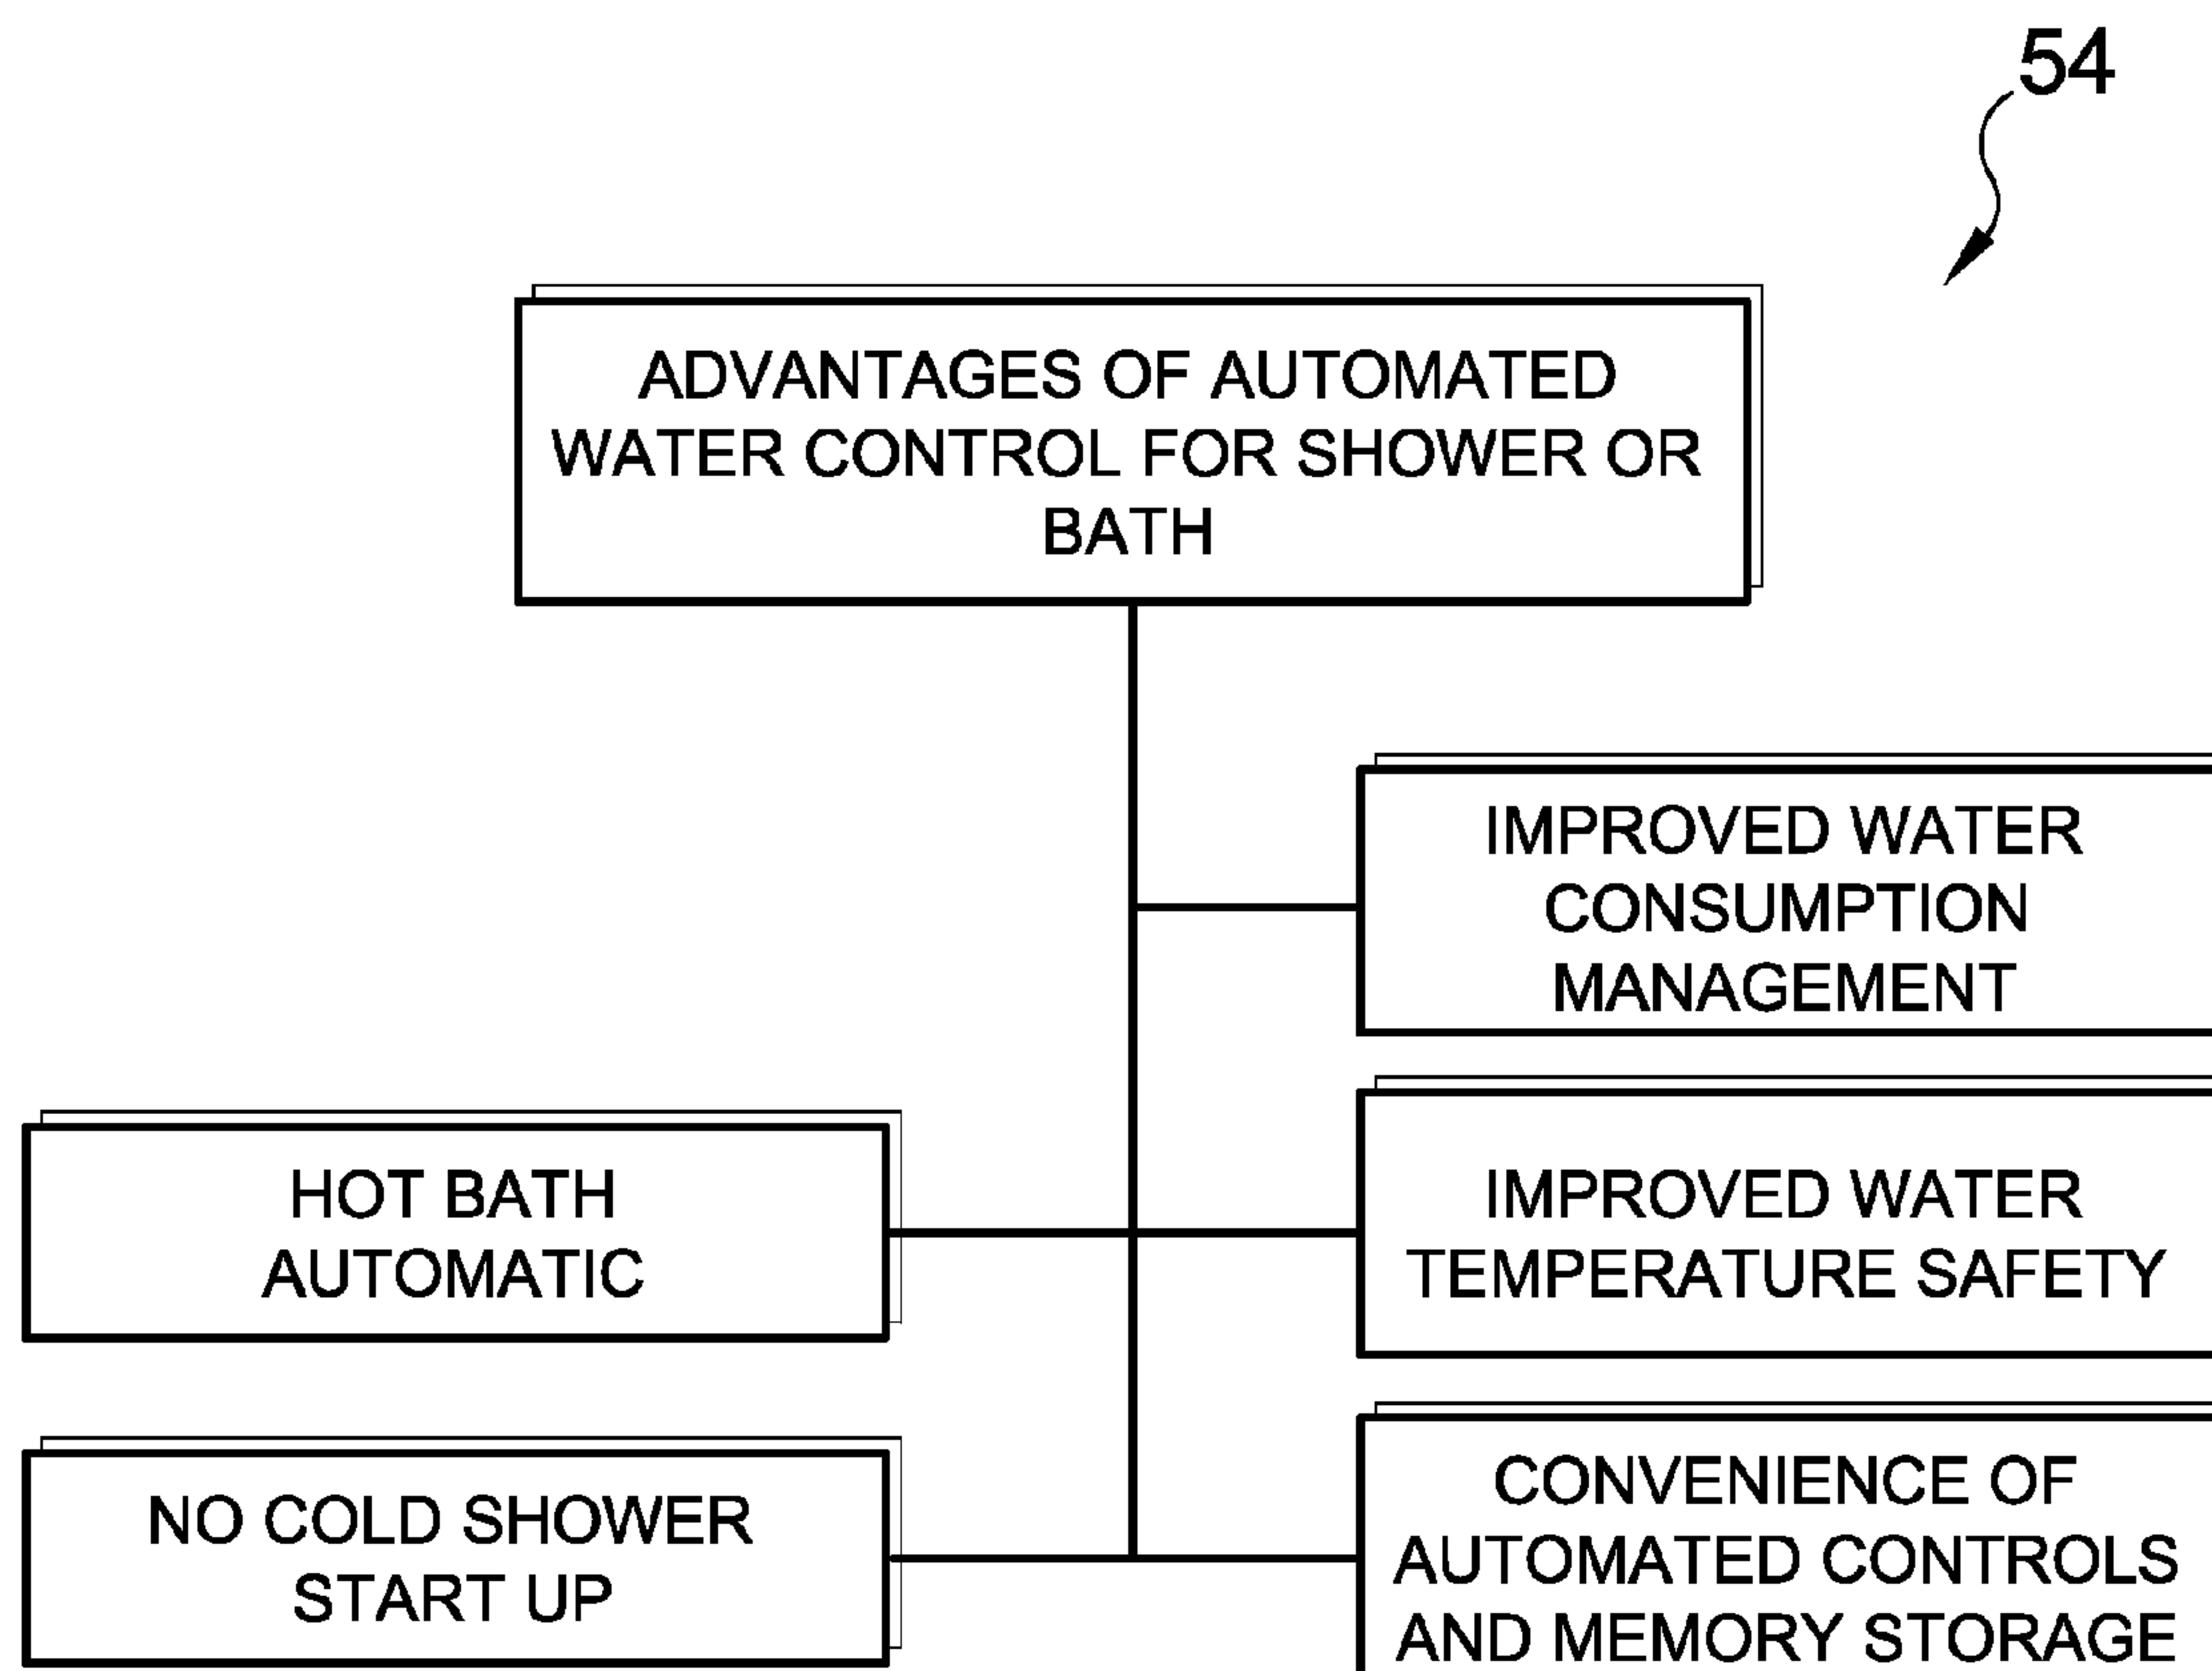 54
ADVANTAGES OF AUTOMATED
WATER CONTROL FOR SHOWER OR
BATH
IMPROVED WATER
CONSUMPTION
MANAGEMENT
HOT BATH
AUTOMATIC
IMPROVED WATER
TEMPERATURE SAFETY
NO COLD SHOWER
START UP
CONVENIENCE OF
AUTOMATED CONTROLS
AND MEMORY STORAGE